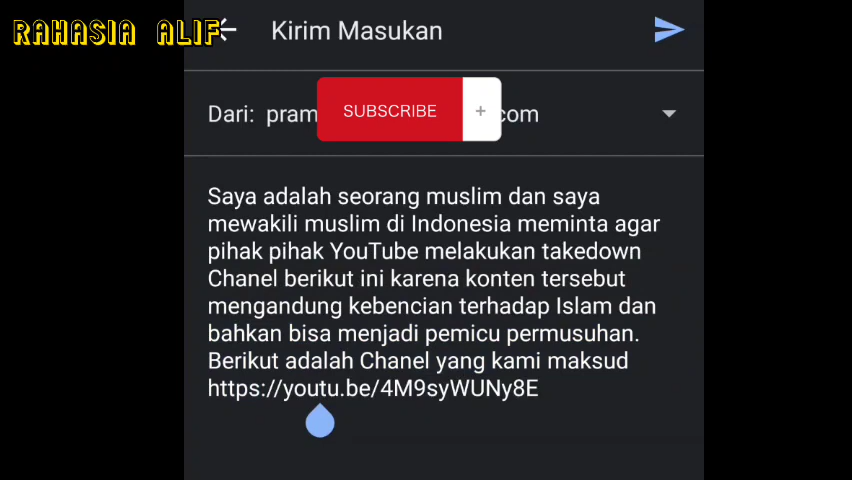 RAHASIA ALIF
Kirim Masukan
Dari: pram
SUBSCRIBE +
com
Saya adalah seorang muslim dan saya
mewakili muslim di Indonesia meminta agar
pihak pihak YouTube melakukan takedown
Chanel berikut ini karena konten tersebut
mengandung kebencian terhadap Islam dan
bahkan bisa menjadi pemicu permusuhan.
Berikut adalah Chanel yang kami maksud
https://youtu.be/4M9syWUNy8E